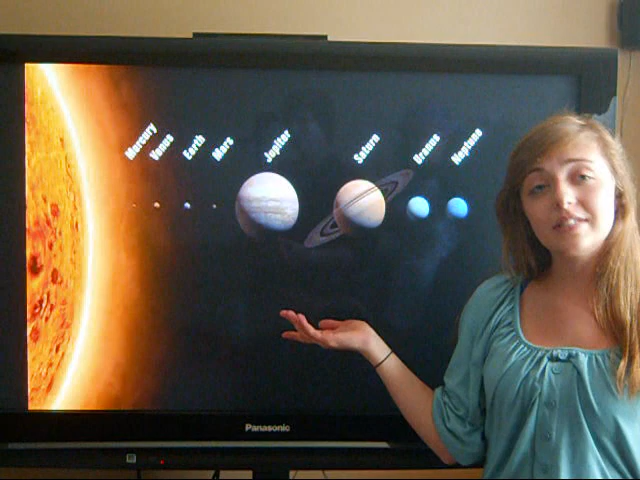 Mercury
Venus
Earth
Mars
Jupiter
Saturn
Uranus
Neptune
Panasonic